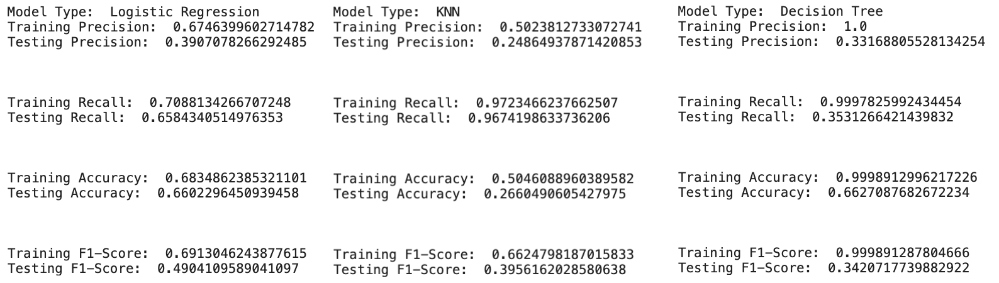 Model Type:  Logistic Regression
Training Precision:  0.6746399602714782
Testing Precision:  0.3907078266292485
Training Recall:  0.7088134266707248
Testing Recall:  0.6584340514976353
Training Accuracy:  0.6834862385321101
Testing Accuracy:  0.6602296450939458
Training F1-Score:  0.6913046243877615
Testing F1-Score:  0.4904109589041097
Model Type:  KNN
Training Precision:  0.5023812733072741
Testing Precision:  0.24864937871420853
Training Recall:  0.9723466237662507
Testing Recall:  0.9674198633736206
Training Accuracy:  0.5046088960389582
Testing Accuracy:  0.2660490605427975
Training F1-Score:  0.6624798187015833
Testing F1-Score:  0.3956162028580638
Model Type:  Decision Tree
Training Precision:  1.0
Testing Precision:  0.33168805528134254
Training Recall:  0.9997825992434454
Testing Recall:  0.3531266421439832
Training Accuracy:  0.9998912996217226
Testing Accuracy:  0.6627087682672234
Training F1-Score:  0.999891287804666
Testing F1-Score:  0.3420717739882922